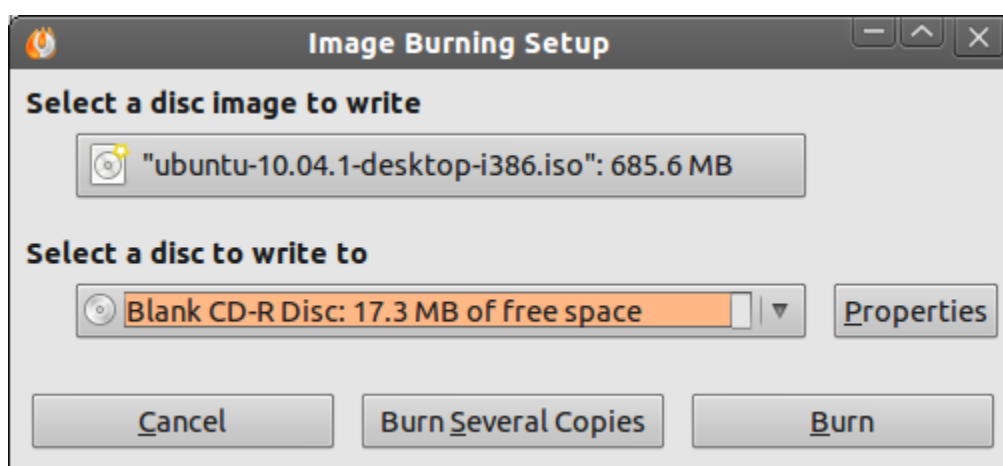 Image Burning Setup
Select a disc image to write
"ubuntu-10.04.1-desktop-i386.iso": 685.6 MB
Select a disc to write to
Blank CD-R Disc: 17.3 MB of free space
Properties
Cancel
Burn Several Copies
Burn